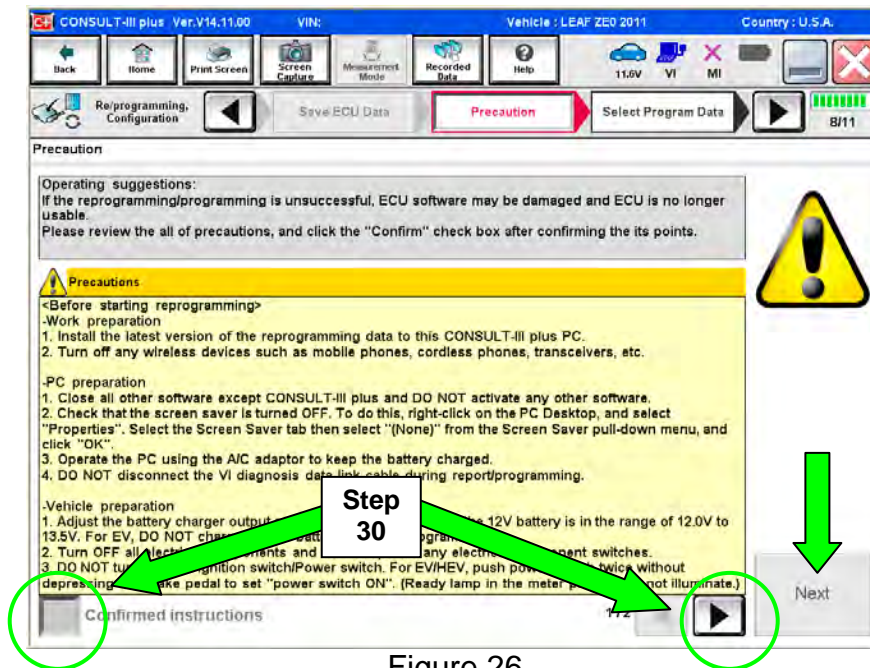 CONSULT-III plus Ver.V14.11.00 VIN: Vehicle : LEAF ZE0 2011 Country : U.S.A.
Back Home Print Screen Screen Capture Measurement Mode Recorded Data Help 11.6V VI MI
Re/programming, Configuration Save ECU Data Precaution Select Program Data 8/11
Precaution
Operating suggestions:
If the reprogramming/programming is unsuccessful, ECU software may be damaged and ECU is no longer
usable.
Please review the all of precautions, and click the "Confirm" check box after confirming the its points.
Precautions
<Before starting reprogramming>
-Work preparation
1. Install the latest version of the reprogramming data to this CONSULT-III plus PC.
2. Turn off any wireless devices such as mobile phones, cordless phones, transceivers, etc.
-PC preparation
1. Close all other software except CONSULT-III plus and DO NOT activate any other software.
2. Check that the screen saver is turned OFF. To do this, right-click on the PC Desktop, and select
"Properties". Select the Screen Saver tab then select "(None)" from the Screen Saver pull-down menu, and
click "OK".
3. Operate the PC using the A/C adaptor to keep the battery charged.
4. DO NOT disconnect the VI diagnosis data link cable during report/programming.
-Vehicle preparation
1. Adjust the battery charger output the 12V battery is in the range of 12.0V to
13.5V. For EV, DO NOT
2. Turn OFF all and any switches.
3. DO NOT switch/Power switch. For EV/HEV, push twice without
pedal to set "power switch ON". (Ready lamp in the meter not illuminate.)
Step
30
Confirmed instructions
Next
Figure 26